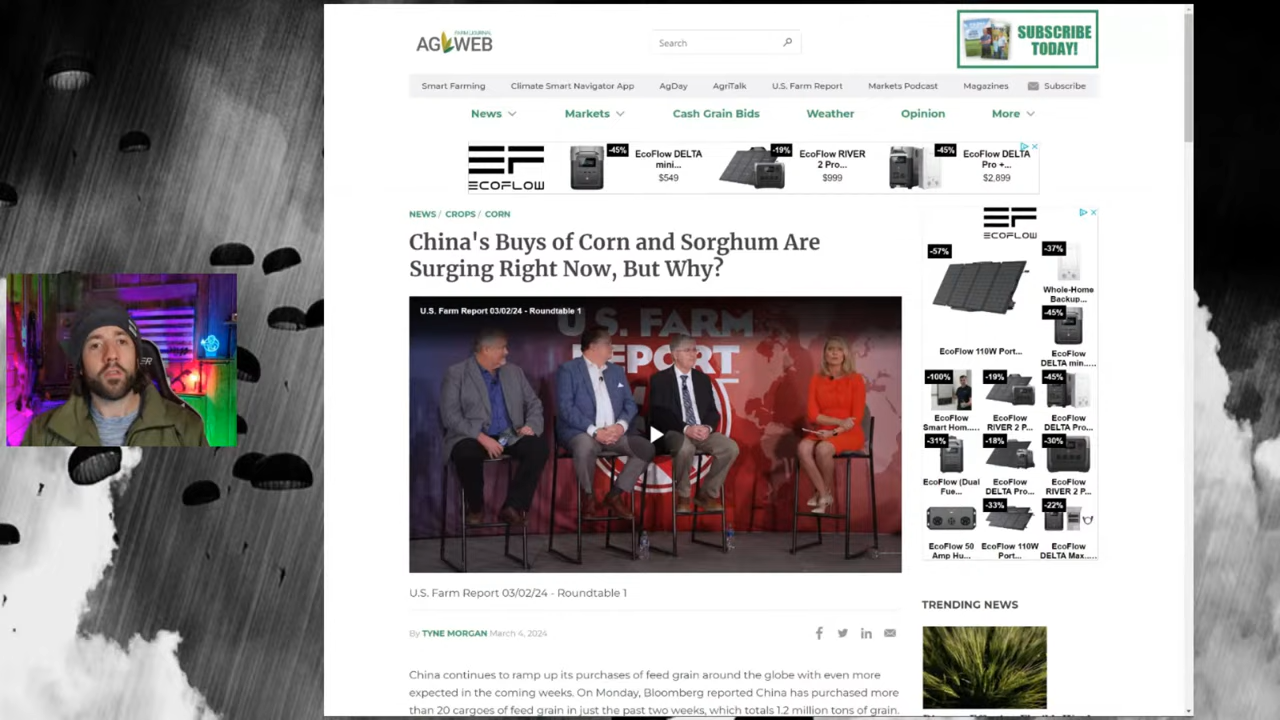 FARM JOURNAL
AGWEB
Search
SUBSCRIBE
TODAY!
Smart Farming
Climate Smart Navigator App
AgDay
AgriTalk
U.S. Farm Report
Markets Podcast
Magazines
Subscribe
News
Markets
Cash Grain Bids
Weather
Opinion
More
EF
ECOFLOW
-45%
EcoFlow DELTA
mini...
$549
-19%
EcoFlow RIVER
2 Pro...
$999
-45%
EcoFlow DELTA
Pro +...
$2,899
NEWS / CROPS / CORN
China's Buys of Corn and Sorghum Are
Surging Right Now, But Why?
U.S. Farm Report 03/02/24 - Roundtable 1
U.S. FARM
REPORT
U.S. Farm Report 03/02/24 - Roundtable 1
By TYNE MORGAN March 4, 2024
China continues to ramp up its purchases of feed grain around the globe with even more
expected in the coming weeks. On Monday, Bloomberg reported China has purchased more
than 20 cargoes of feed grain in just the past two weeks, which totals 1.2 million tons of grain.
EF
ECOFLOW
-57%
EcoFlow 110W Port...
-37%
Whole-Home
Backup...
-45%
EcoFlow
DELTA min.....
-100%
EcoFlow
Smart Hom.....
-19%
EcoFlow
RIVER 2 P...
-45%
EcoFlow
DELTA Pro...
-31%
EcoFlow (Dual
Fue...
-18%
EcoFlow
DELTA Pro...
-30%
EcoFlow
RIVER 2 P...
EcoFlow 50
Amp Hu...
-33%
EcoFlow 110W
Port...
-22%
EcoFlow
DELTA Max.....
TRENDING NEWS